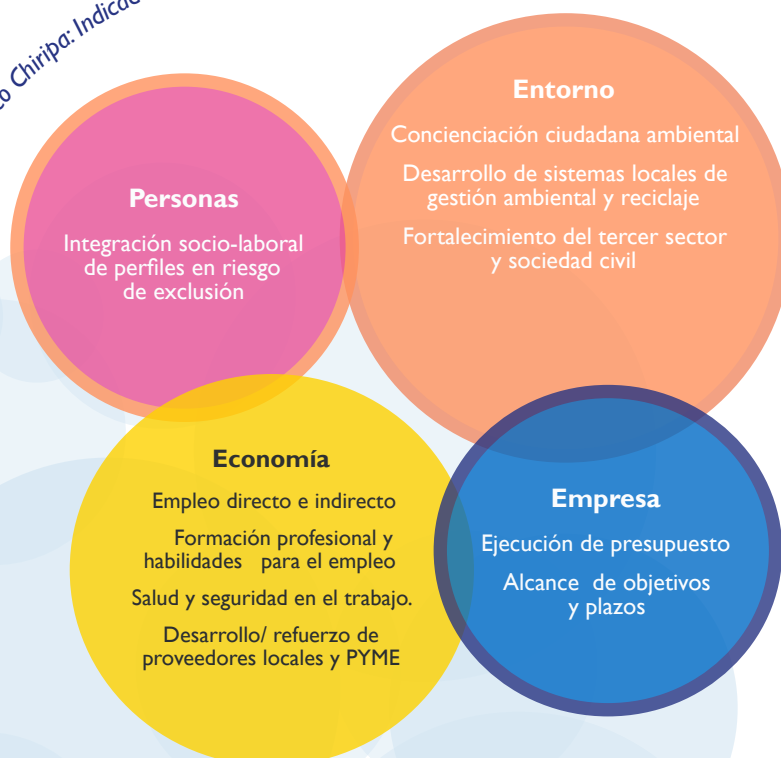 Chiripa:
Personas
Integración socio-laboral
de perfiles en riesgo
de exclusión
Entorno
Concienciación ciudadana ambiental
Desarrollo de sistemas locales de
gestión ambiental y reciclaje
Fortalecimiento del tercer sector
y sociedad civil
Economía
Empleo directo e indirecto
Formación profesional y
habilidades para el empleo
Salud y seguridad en el trabajo.
Desarrollo/ refuerzo de
proveedores locales y PYME
Empresa
Ejecución de presupuesto
Alcance de objetivos
y plazos